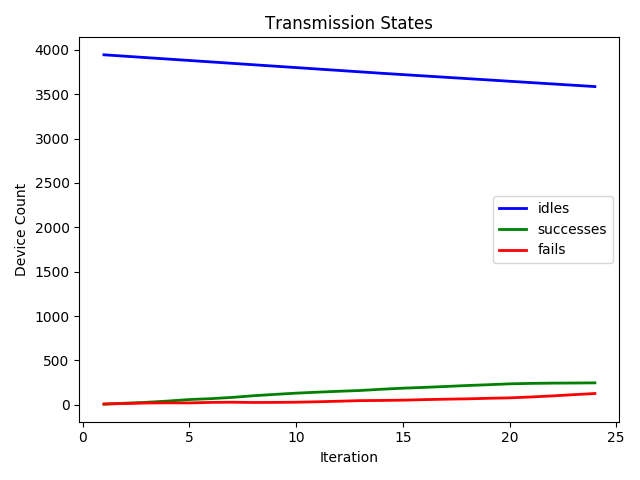 Transmission States
Device Count
4000
3500
3000
2500
2000
1500
1000
500
0
idles
successes
fails
0 5 10 15 20 25
Iteration